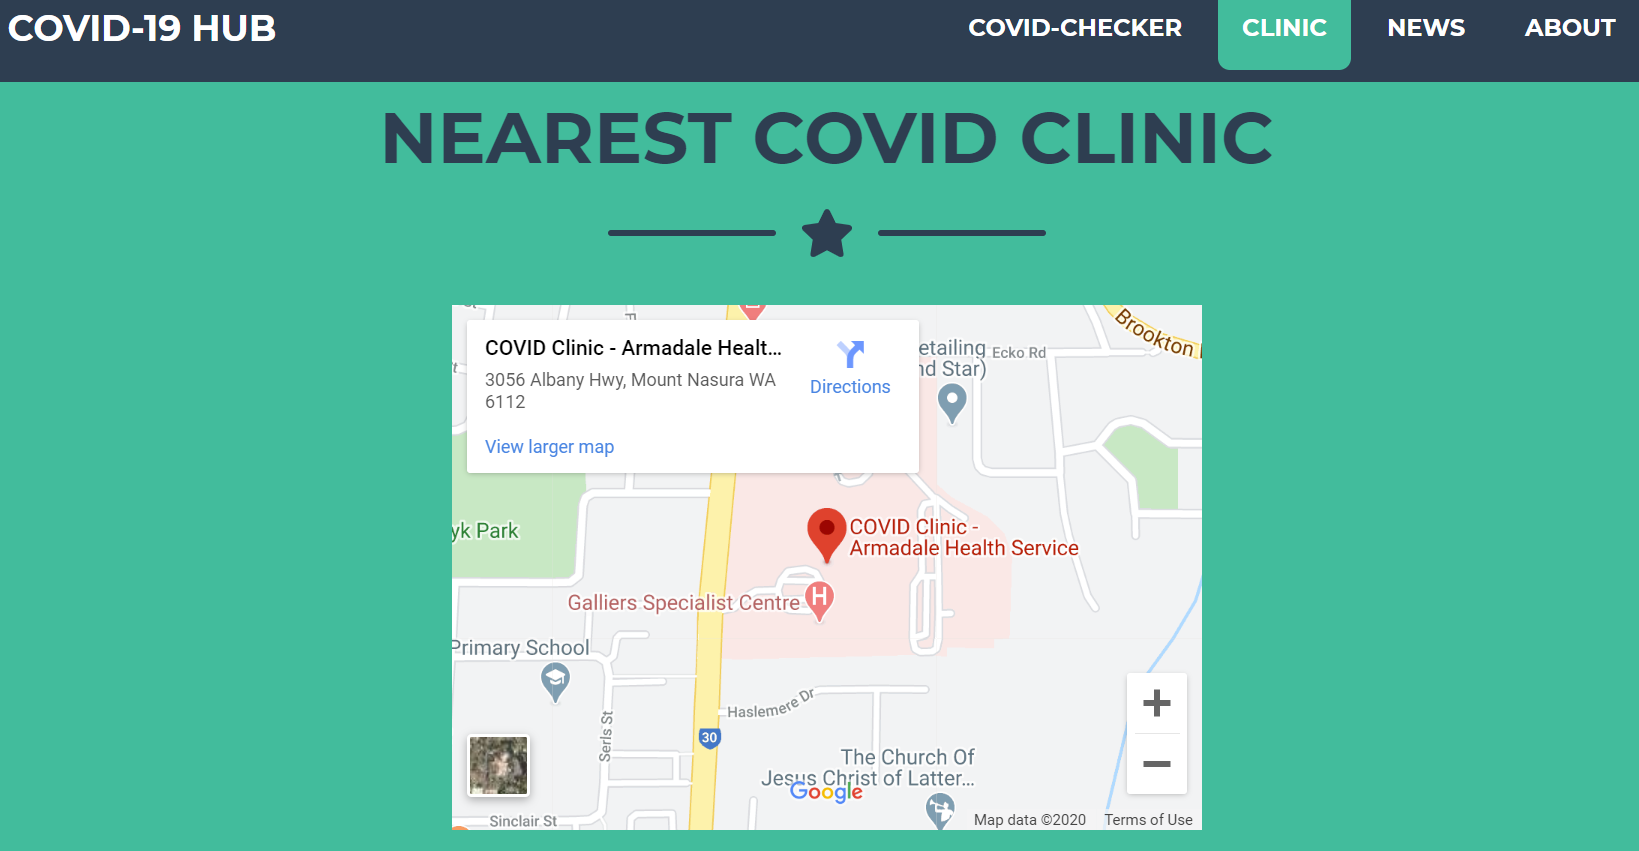 COVID-19 HUB
COVID-CHECKER
CLINIC
NEWS
ABOUT
NEAREST COVID CLINIC
COVID Clinic - Armadale Healt...
3056 Albany Hwy, Mount Nasura WA
6112
Directions
View larger map
etailing
nd Star)
Ecko Rd
Brookton
yk Park
COVID Clinic -
Armadale Health Service
Galliers Specialist Centre
H
Primary School
Haslemere Dr
Serls St
30
The Church Of
Jesus Christ of Latter...
Google
Sinclair St
Map data ©2020
Terms of Use